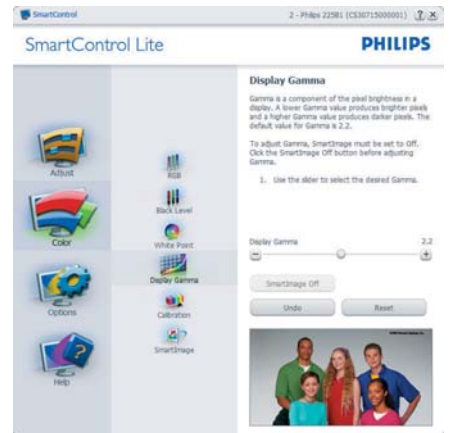 SmartControl
2 - Philips 225B1 (CS30715000001)
SmartControl Lite
PHILIPS
Adjust
Color
Options
Help
RGB
Black Level
White Point
Display Gamma
Calibration
SmartImage
Display Gamma
Gamma is a component of the pixel brightness in a
display. A lower Gamma value produces brighter pixels
and a higher Gamma value produces darker pixels. The
default value for Gamma is 2.2.
To adjust Gamma, SmartImage must be set to Off.
Click the SmartImage Off button before adjusting
Gamma.
1. Use the slider to select the desired Gamma.
Display Gamma
2.2
SmartImage Off
Undo
Reset